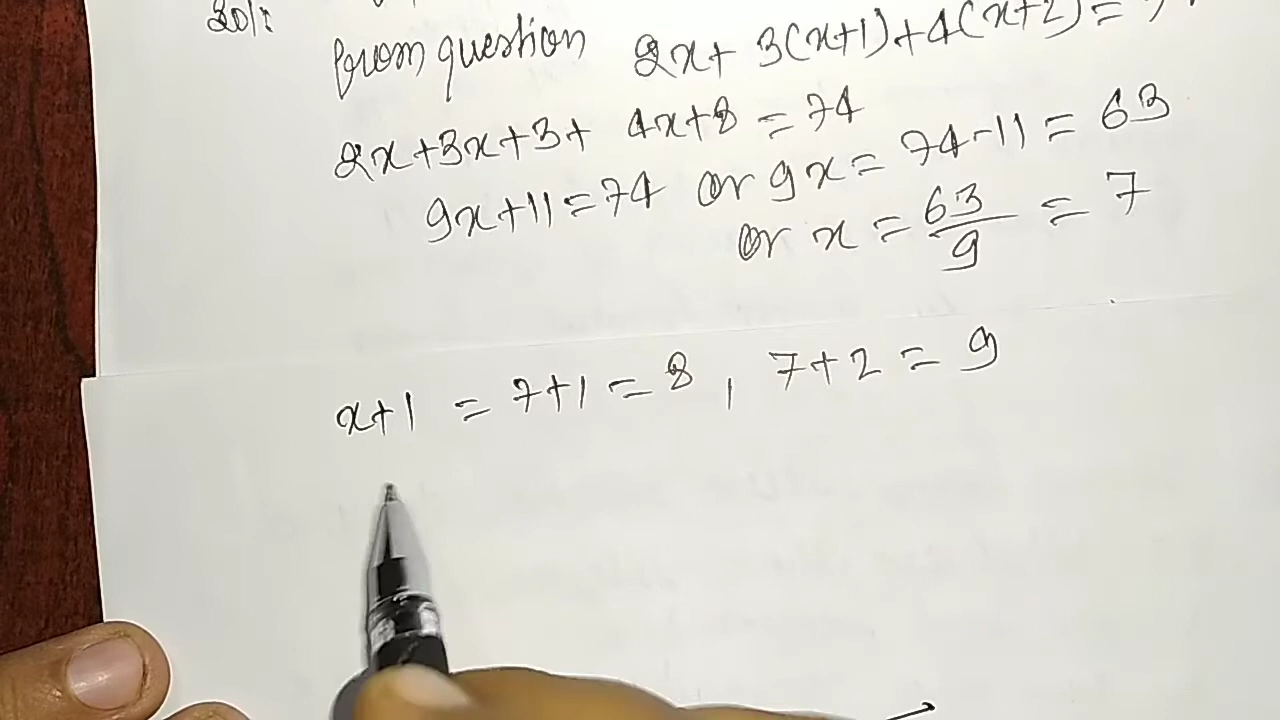 Sol:
from question 2x + 3(x+1) + 4(x+2) =
2x+3x+3+ 4x+8 = 74
9x+11=74 or 9x = 74-11 = 63
or x = 63/9 = 7
x+1 = 7+1 = 8, 7+2 = 9